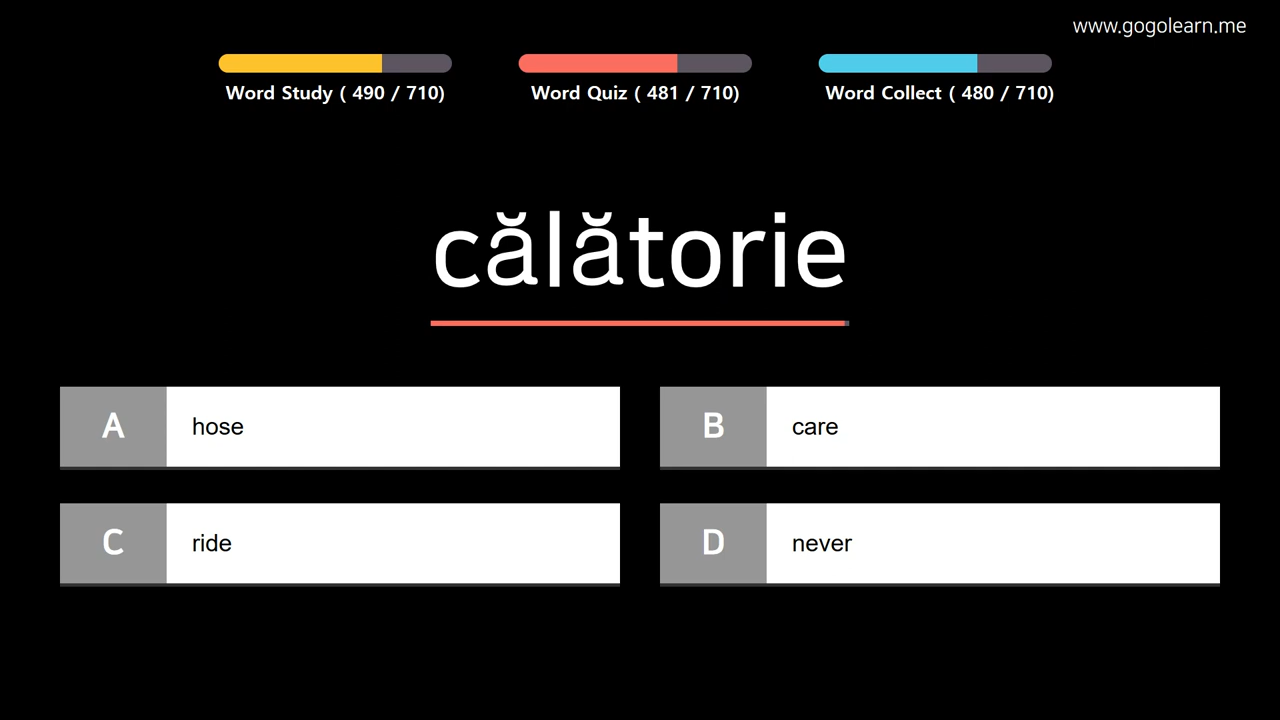 www.gogolearn.me
Word Study ( 490 / 710)
Word Quiz ( 481 / 710)
Word Collect ( 480 / 710)
călătorie
A hose
B care
C ride
D never